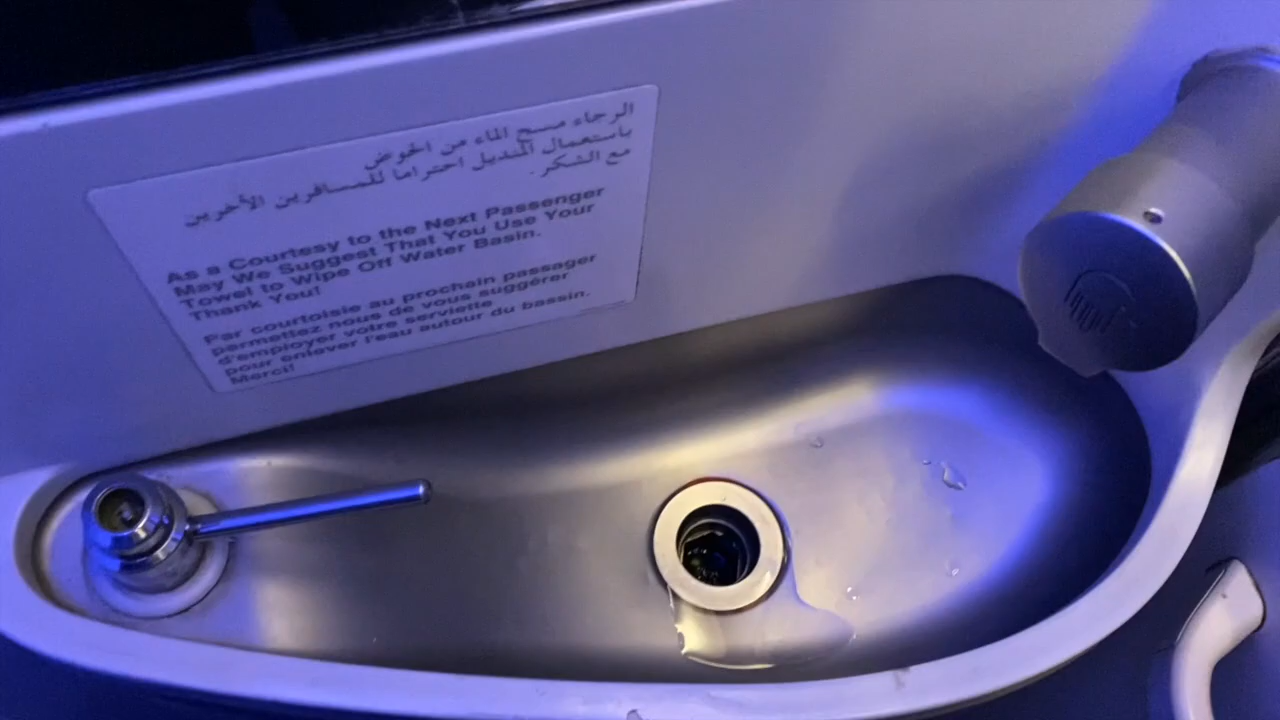 الرجاء مسح الماء من الحوض
باستعمال المنديل احتراما للمسافرين الآخرين
مع الشكر .
As a Courtesy to the Next Passenger
May We Suggest That You Use Your
Towel to Wipe Off Water Basin.
Thank You!
Par courtoisie au prochain passager
permettez nous de vous suggérer
d'employer votre serviette
pour enlever l'eau autour du bassin.
Merci!